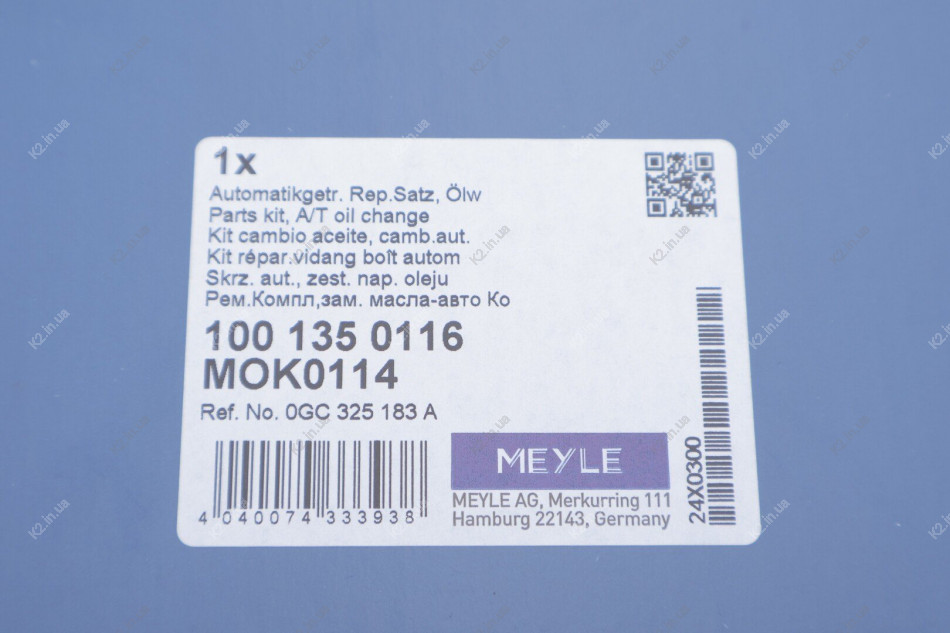 1x
Automatikgetr. Rep.Satz, Ölw
Parts kit, A/T oil change
Kit cambio aceite, camb.aut.
Kit répar.vidang boît autom
Skrz. aut., zest. nap. oleju
Рем.Компл,зам. масла-авто Ко
100 135 0116
MOK0114
Ref. No. 0GC 325 183 A
4 040074 333938
MEYLE
MEYLE AG, Merkurring 111
Hamburg 22143, Germany
24X0300
K2.in.ua